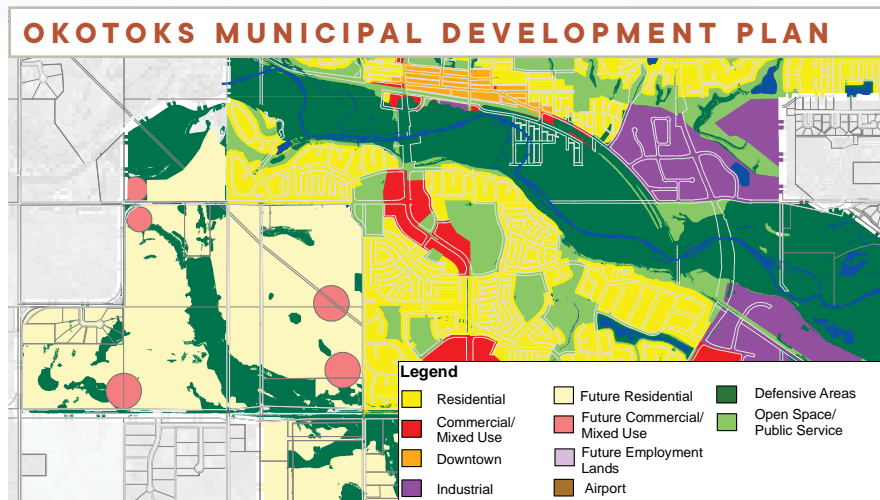 OKOTOKS MUNICIPAL DEVELOPMENT PLAN
Legend
Residential
Commercial/
Mixed Use
Downtown
Industrial
Future Residential
Future Commercial/
Mixed Use
Future Employment
Lands
Airport
Defensive Areas
Open Space/
Public Service